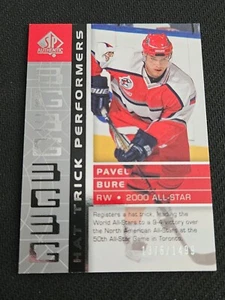 SP
AUTHENTIC
HAT TRICK PERFORMERS
PAVEL
BURE
RW • 2000 ALL-STAR
Registers a hat trick, leading the
World All-Stars to a 9-4 victory over
the North American All-Stars at the
50th All-Star Game in Toronto.